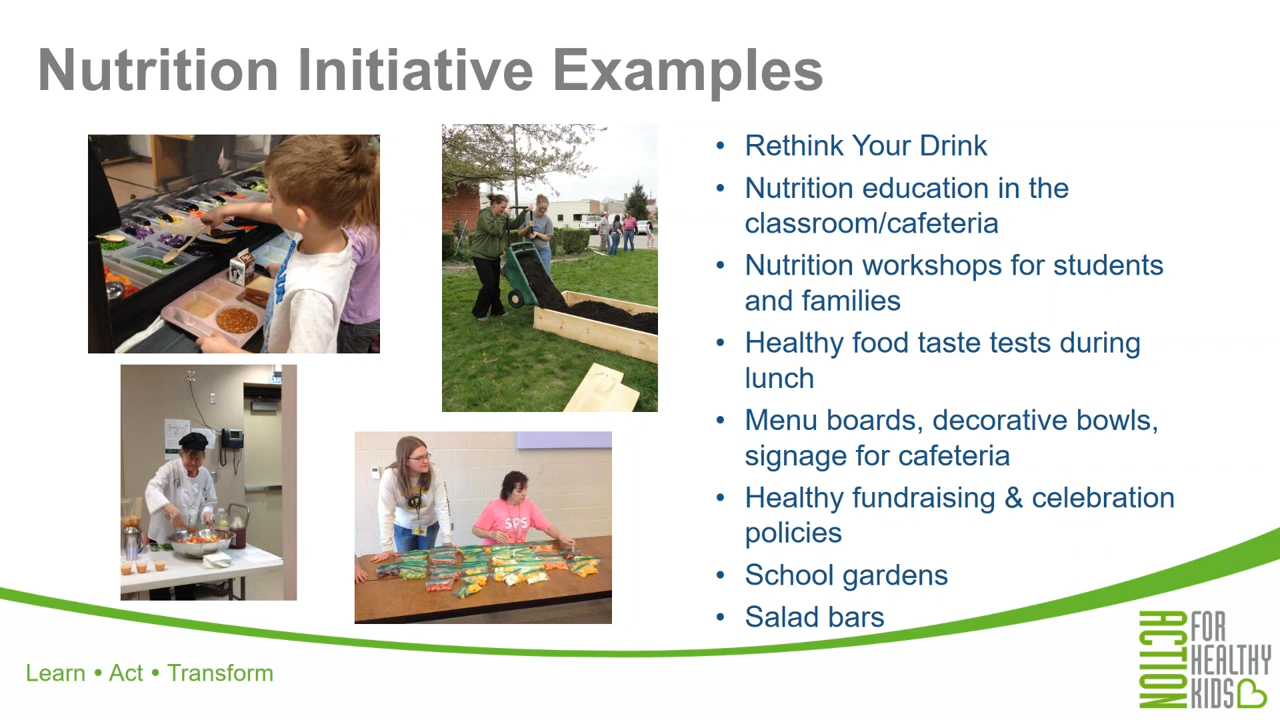 Nutrition Initiative Examples
• Rethink Your Drink
• Nutrition education in the
classroom/cafeteria
• Nutrition workshops for students
and families
• Healthy food taste tests during
lunch
• Menu boards, decorative bowls,
signage for cafeteria
• Healthy fundraising & celebration
policies
• School gardens
• Salad bars
SPS
Learn • Act • Transform
ACTION
FOR
HEALTHY
KIDS